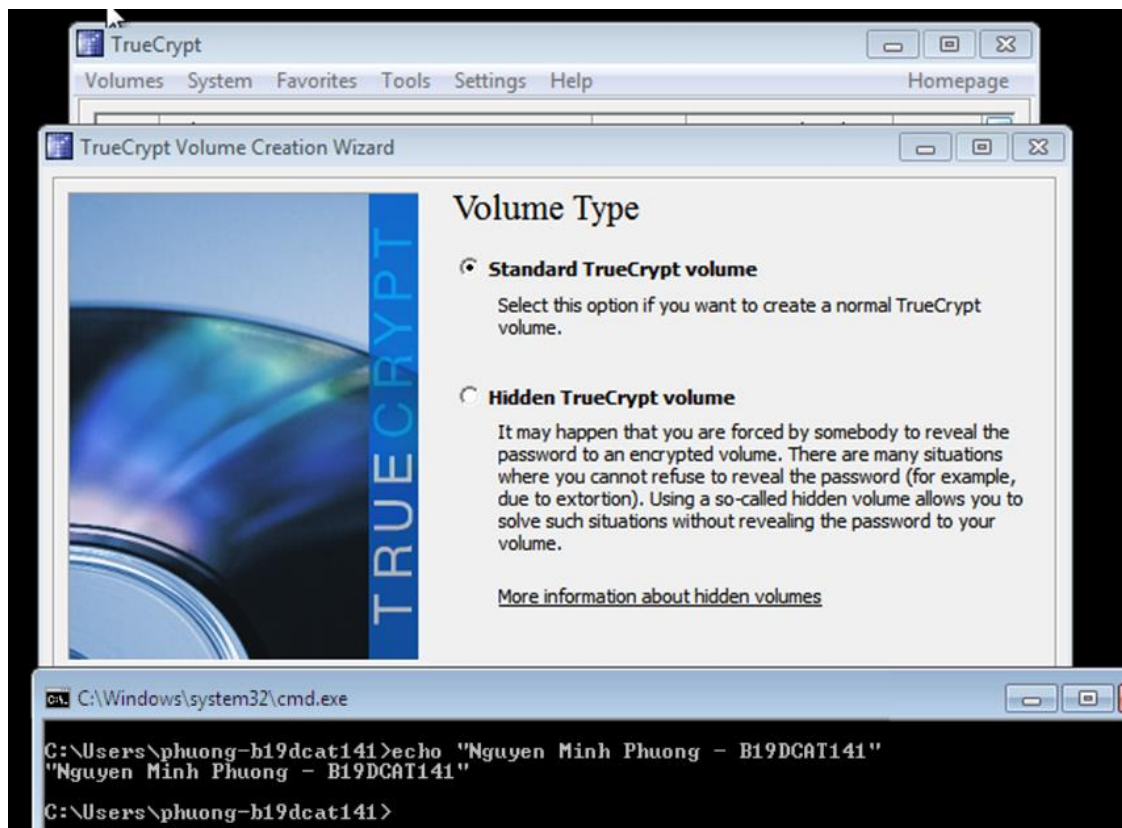 TrueCrypt
Volumes System Favorites Tools Settings Help Homepage
TrueCrypt Volume Creation Wizard
TRUECRYPT
Volume Type
Standard TrueCrypt volume
Select this option if you want to create a normal TrueCrypt
volume.
Hidden TrueCrypt volume
It may happen that you are forced by somebody to reveal the
password to an encrypted volume. There are many situations
where you cannot refuse to reveal the password (for example,
due to extortion). Using a so-called hidden volume allows you to
solve such situations without revealing the password to your
volume.
More information about hidden volumes
C:\Windows\system32\cmd.exe
C:\Users\phuong-b19dcat141>echo "Nguyen Minh Phuong - B19DCAT141"
"Nguyen Minh Phuong - B19DCAT141"
C:\Users\phuong-b19dcat141>